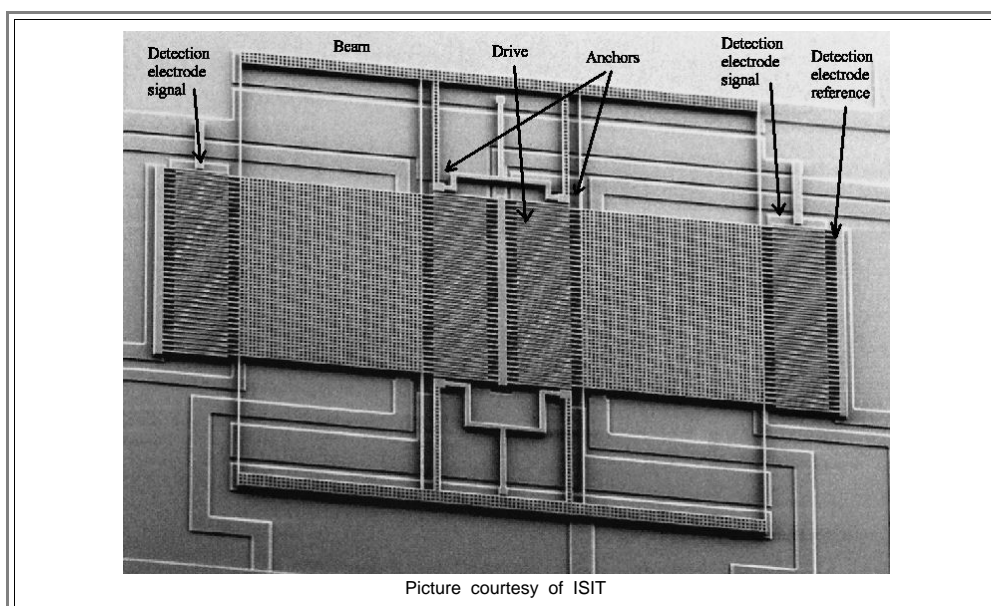 Detection
electrode
signal
Beam
Drive
Anchors
Detection
electrode
signal
Detection
electrode
reference
Picture courtesy of ISIT